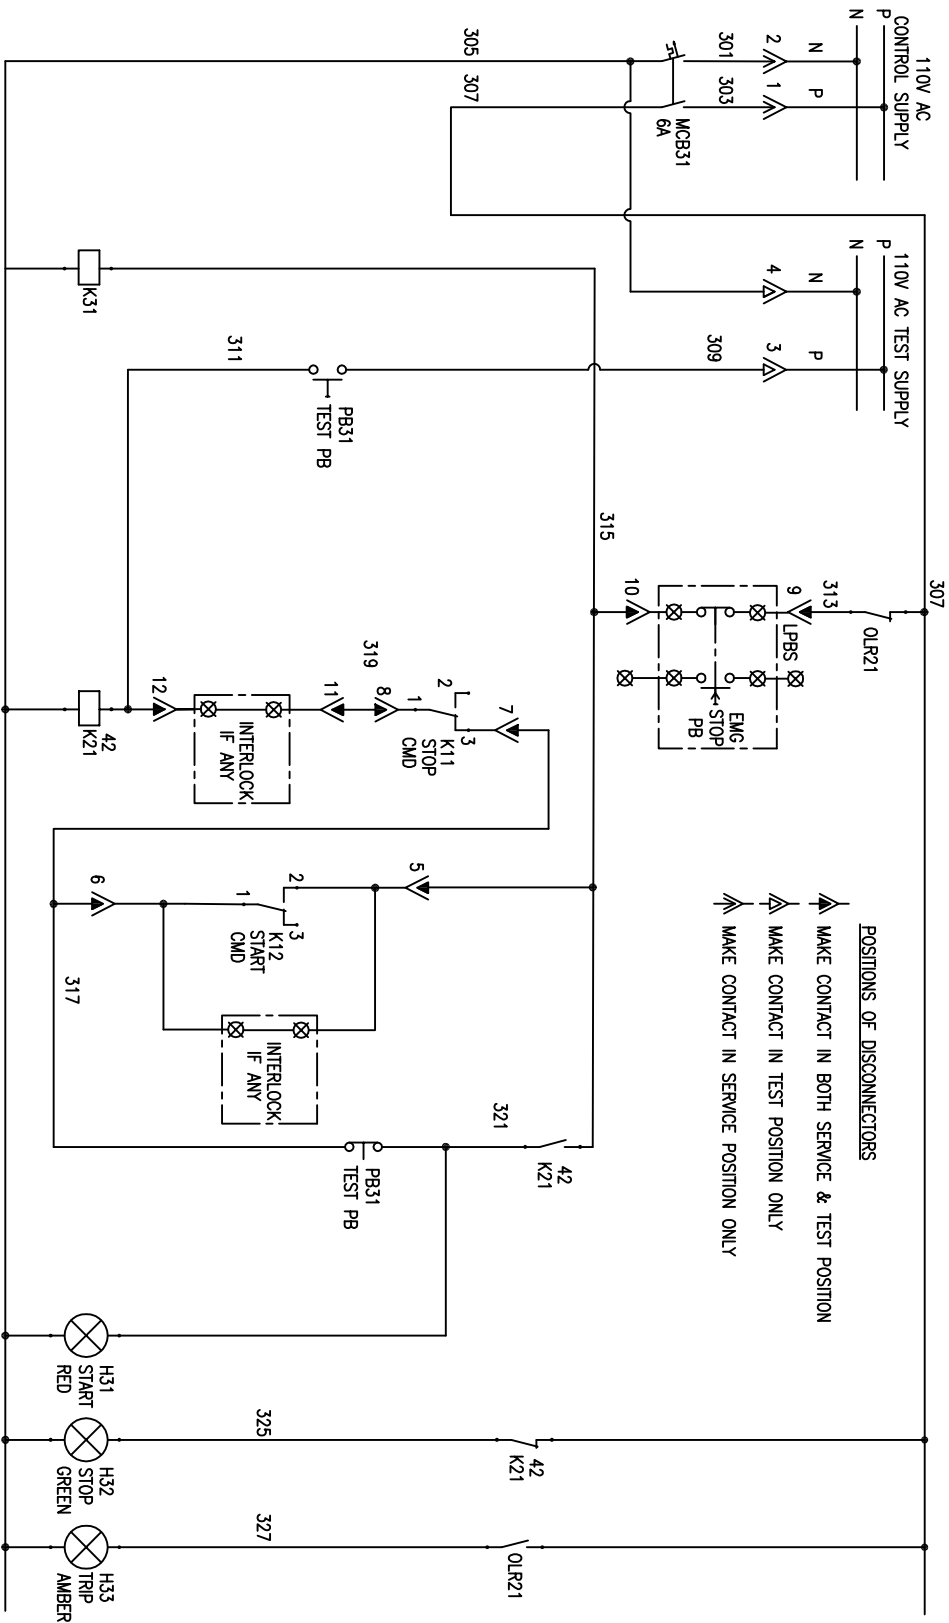 110V AC
CONTROL SUPPLY
P
N
N
P
2
1
301
303
MCB31
6A
305
307
110V AC TEST SUPPLY
P
N
N
P
4
3
309
PB31
TEST PB
311
K31
307
OLR21
313
9
LPBS
EMG
STOP
PB
10
315
7
2
3
K11
STOP
CMD
1
8
319
11
INTERLOCK
IF ANY
12
42
K21
POSITIONS OF DISCONNECTORS
MAKE CONTACT IN BOTH SERVICE & TEST POSITION
MAKE CONTACT IN TEST POSITION ONLY
MAKE CONTACT IN SERVICE POSITION ONLY
5
2
3
K12
START
CMD
1
6
INTERLOCK
IF ANY
317
42
K21
321
PB31
TEST PB
H31
START
RED
42
K21
325
H32
STOP
GREEN
OLR21
327
H33
TRIP
AMBER